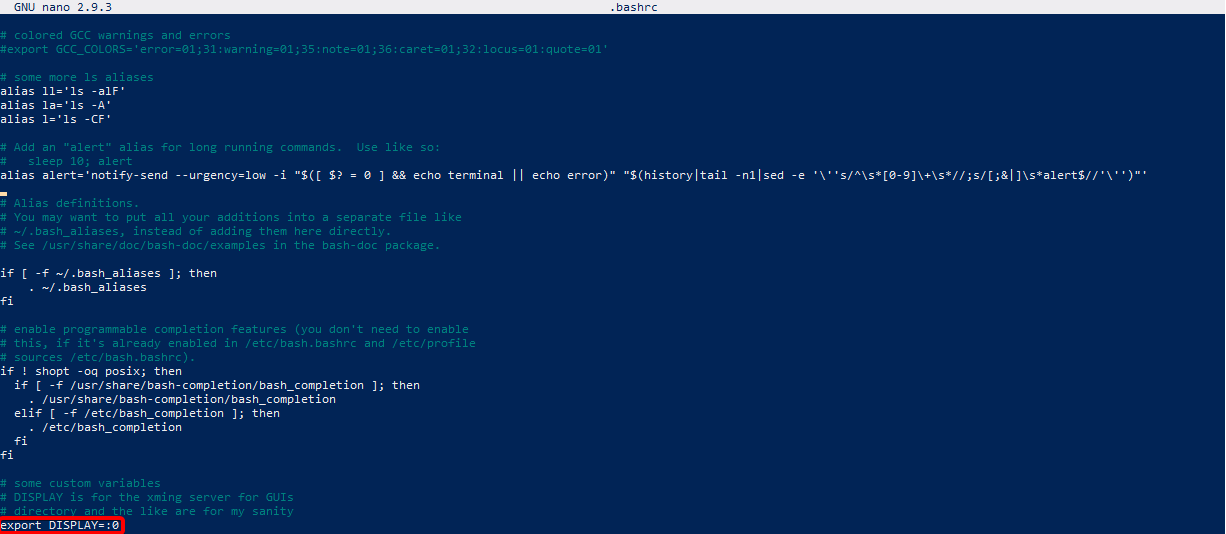 GNU nano 2.9.3 .bashrc
# colored GCC warnings and errors
#export GCC_COLORS='error=01;31:warning=01;35:note=01;36:caret=01;32:locus=01:quote=01'
# some more ls aliases
alias ll='ls -alF'
alias la='ls -A'
alias l='ls -CF'
# Add an "alert" alias for long running commands.  Use like so:
#   sleep 10; alert
alias alert='notify-send --urgency=low -i "$([ $? = 0 ] && echo terminal || echo error)" "$(history|tail -n1|sed -e '\''s/^\s*[0-9]\+\s*//;s/[;&|]\s*alert$//'\'')"'
# Alias definitions.
# You may want to put all your additions into a separate file like
# ~/.bash_aliases, instead of adding them here directly.
# See /usr/share/doc/bash-doc/examples in the bash-doc package.
if [ -f ~/.bash_aliases ]; then
    . ~/.bash_aliases
fi
# enable programmable completion features (you don't need to enable
# this, if it's already enabled in /etc/bash.bashrc and /etc/profile
# sources /etc/bash.bashrc).
if ! shopt -oq posix; then
  if [ -f /usr/share/bash-completion/bash_completion ]; then
    . /usr/share/bash-completion/bash_completion
  elif [ -f /etc/bash_completion ]; then
    . /etc/bash_completion
  fi
fi
# some custom variables
# DISPLAY is for the xming server for GUIs
# directory and the like are for my sanity
export DISPLAY=:0